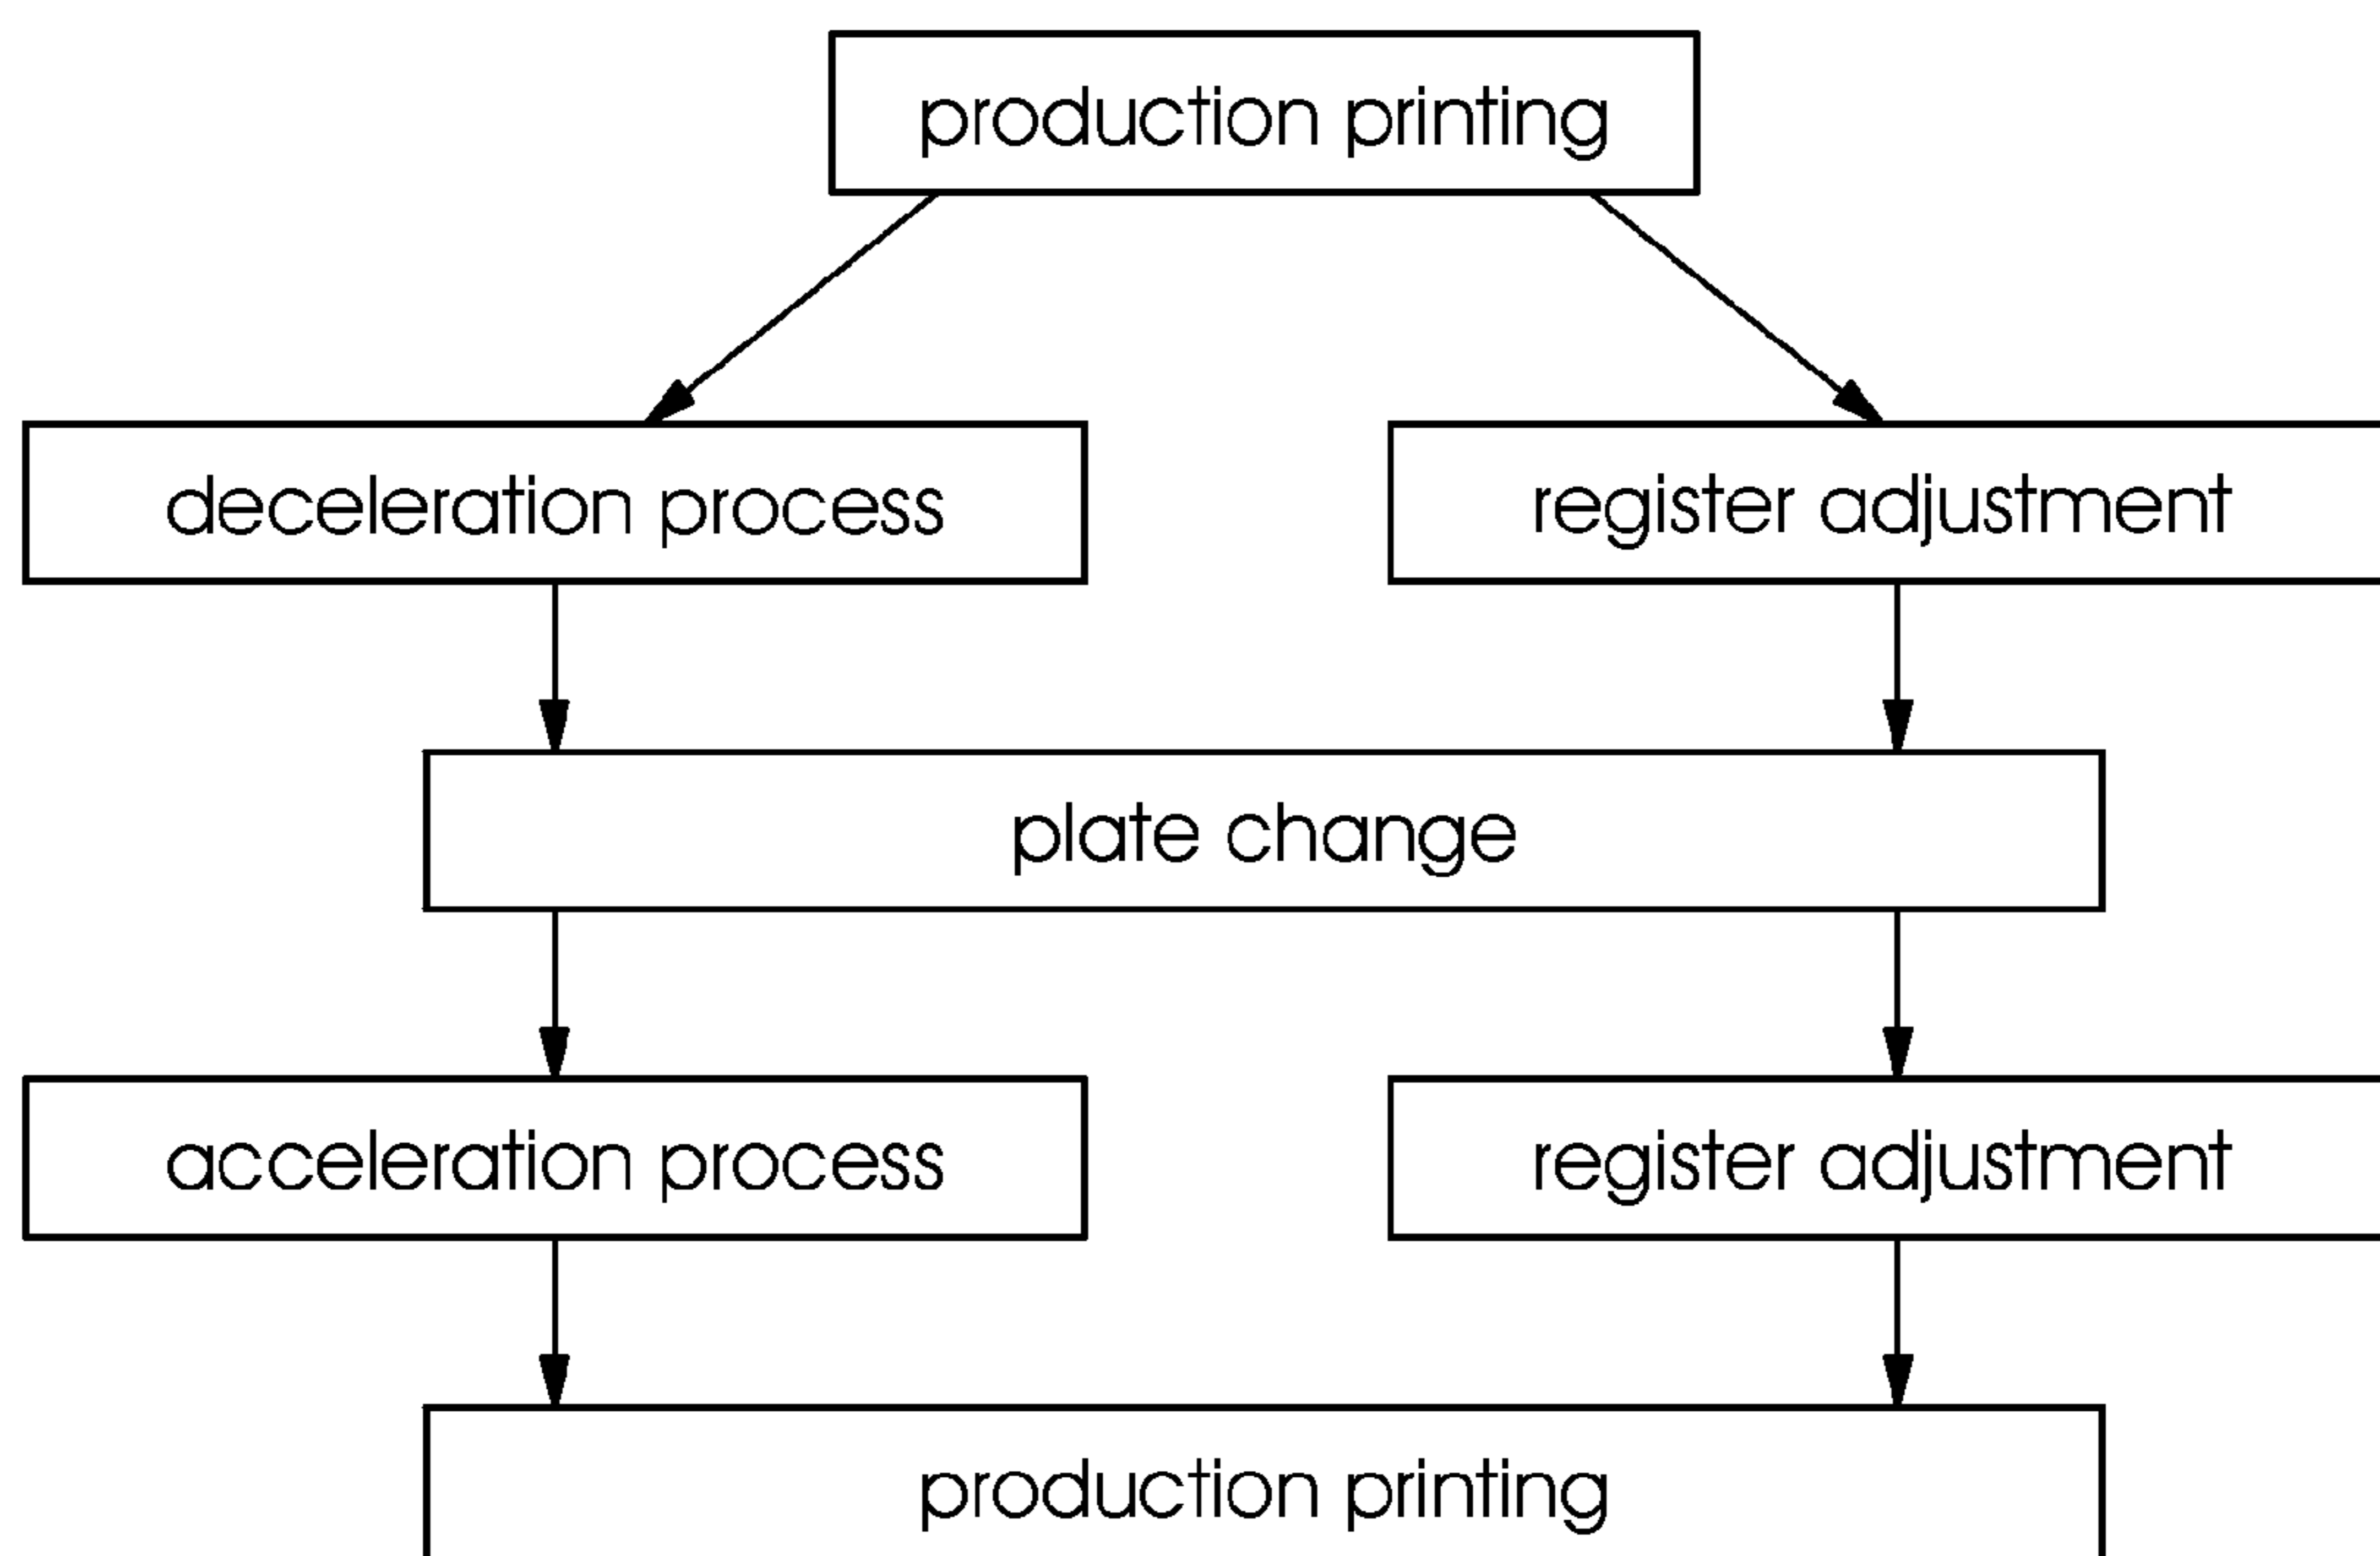 production printing
deceleration process
register adjustment
plate change
acceleration process
register adjustment
production printing